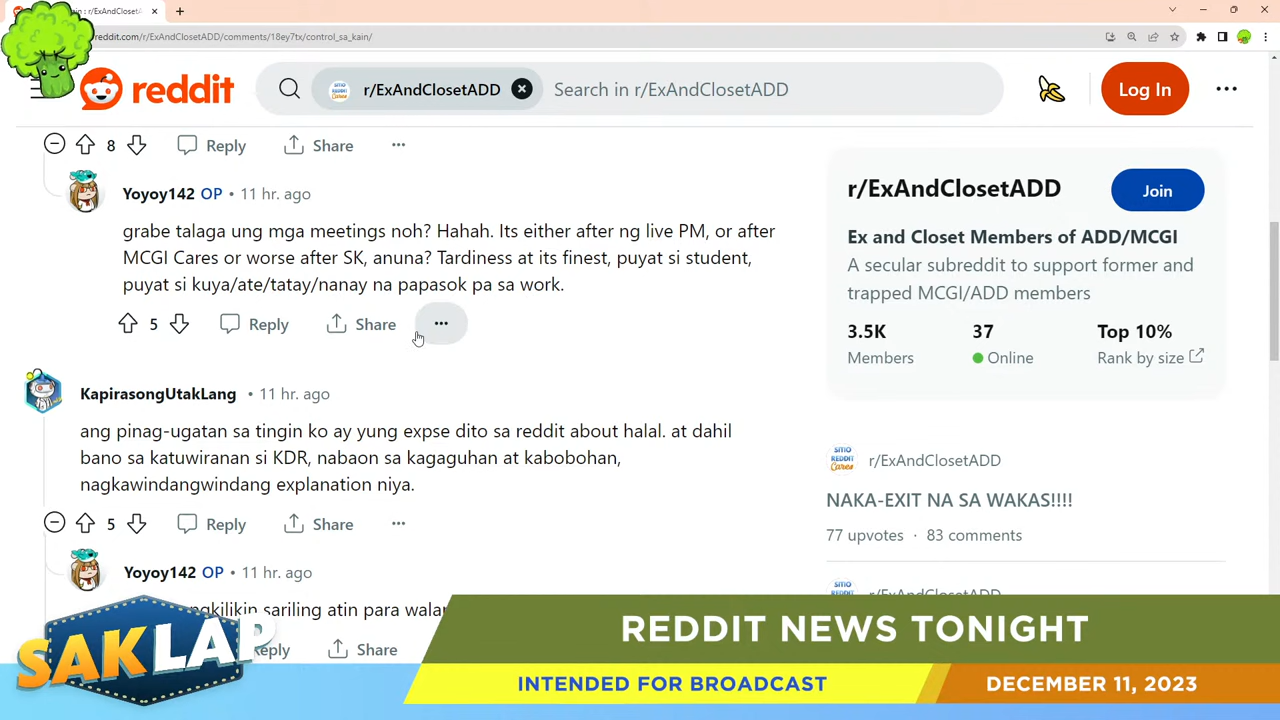 reddit.com/r/ExAndClosetADD/comments/18ey7tx/control_sa_kain/
reddit
r/ExAndClosetADD
Search in r/ExAndClosetADD
Log In
8 Reply Share
Yoyoy142 OP • 11 hr. ago
grabe talaga ung mga meetings noh? Hahah. Its either after ng live PM, or after
MCGI Cares or worse after SK, anuna? Tardiness at its finest, puyat si student,
puyat si kuya/ate/tatay/nanay na papasok pa sa work.
5 Reply Share
KapirasongUtakLang • 11 hr. ago
ang pinag-ugatan sa tingin ko ay yung expse dito sa reddit about halal. at dahil
bano sa katuwiranan si KDR, nabaon sa kagaguhan at kabobohan,
nagkawindangwindang explanation niya.
5 Reply Share
Yoyoy142 OP • 11 hr. ago
sariling atin para
Share
r/ExAndClosetADD
Join
Ex and Closet Members of ADD/MCGI
A secular subreddit to support former and
trapped MCGI/ADD members
3.5K 37 Top 10%
Members Online Rank by size
SITIO REDDIT Cares
r/ExAndClosetADD
NAKA-EXIT NA SA WAKAS!!!!
77 upvotes · 83 comments
SAKLAP
REDDIT NEWS TONIGHT
INTENDED FOR BROADCAST
DECEMBER 11, 2023